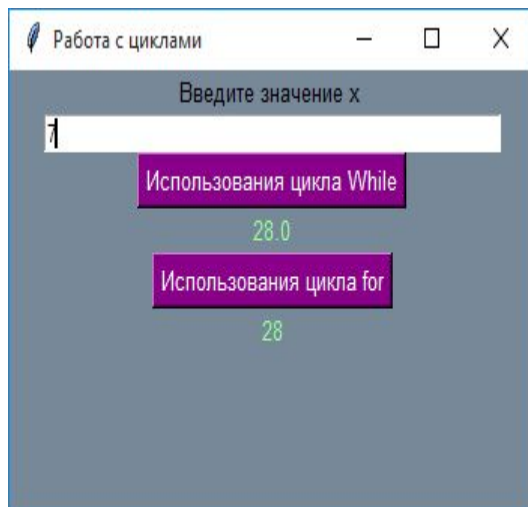 Работа с циклами
Введите значение x
7
Использования цикла While
28.0
Использования цикла for
28